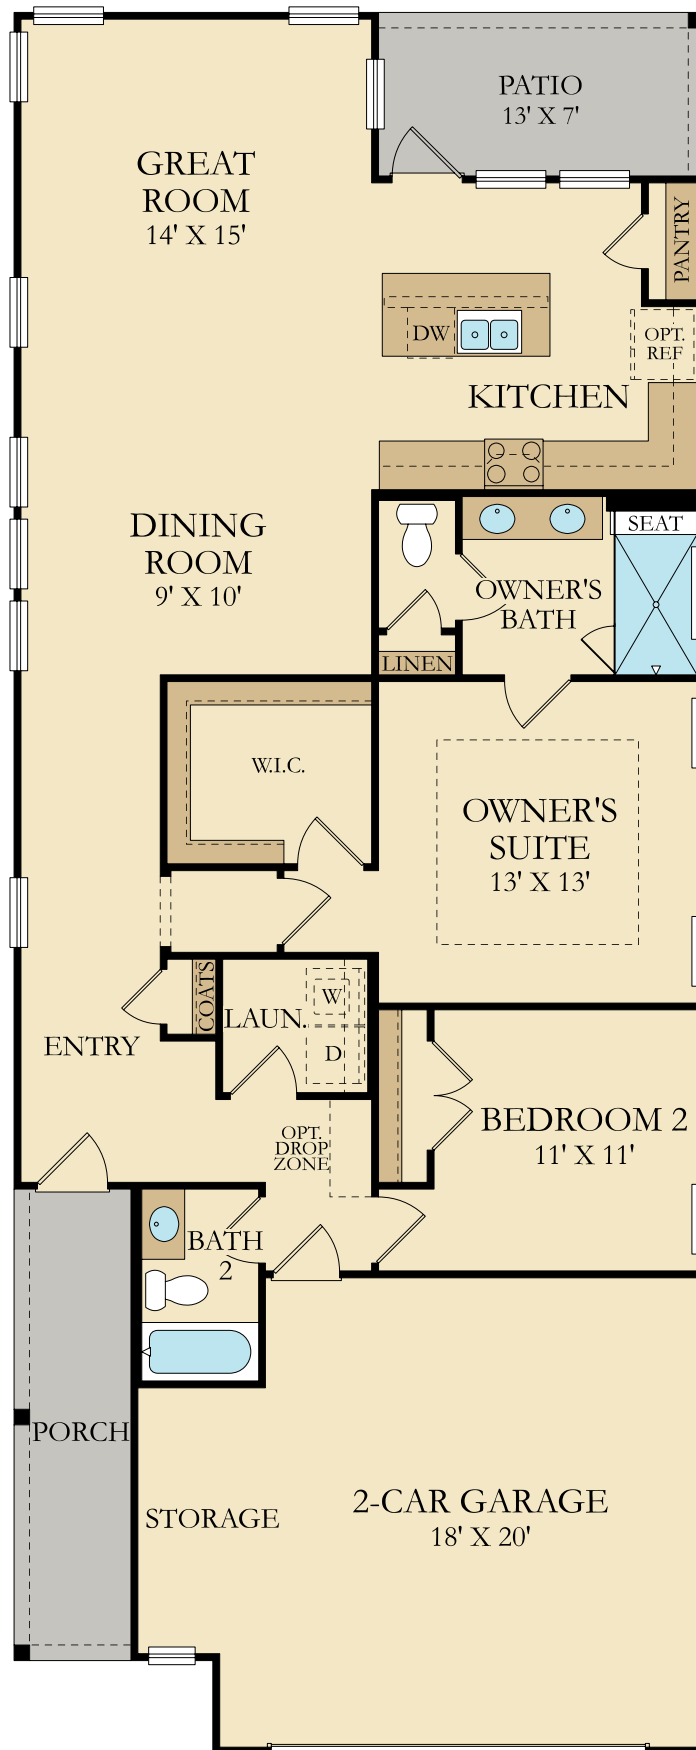 PATIO
13' X 7'
GREAT
ROOM
14' X 15'
PANTRY
DW
OPT.
REF
KITCHEN
DINING
ROOM
9' X 10'
SEAT
OWNER'S
BATH
LINEN
W.I.C.
OWNER'S
SUITE
13' X 13'
COATS
LAUN.
W
D
ENTRY
OPT.
DROP
ZONE
BEDROOM 2
11' X 11'
BATH
2
PORCH
STORAGE
2-CAR GARAGE
18' X 20'